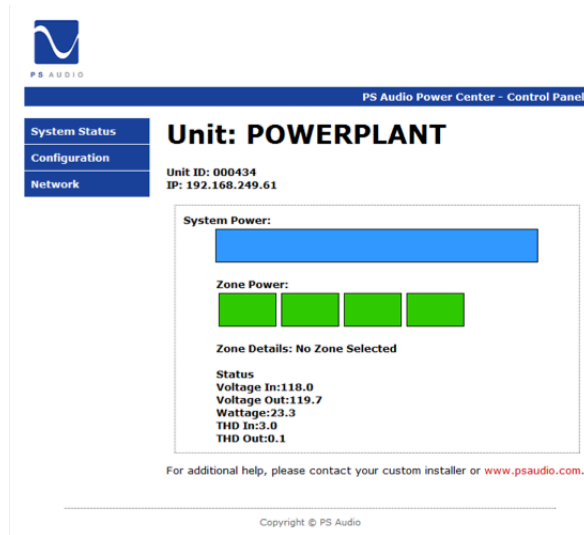 PS AUDIO
PS Audio Power Center - Control Panel
System Status
Configuration
Network
Unit: POWERPLANT
Unit ID: 000434
IP: 192.168.249.61
System Power:
Zone Power:
Zone Details: No Zone Selected
Status
Voltage In:118.0
Voltage Out:119.7
Wattage:23.3
THD In:3.0
THD Out:0.1
For additional help, please contact your custom installer or www.psaudio.com.
Copyright © PS Audio